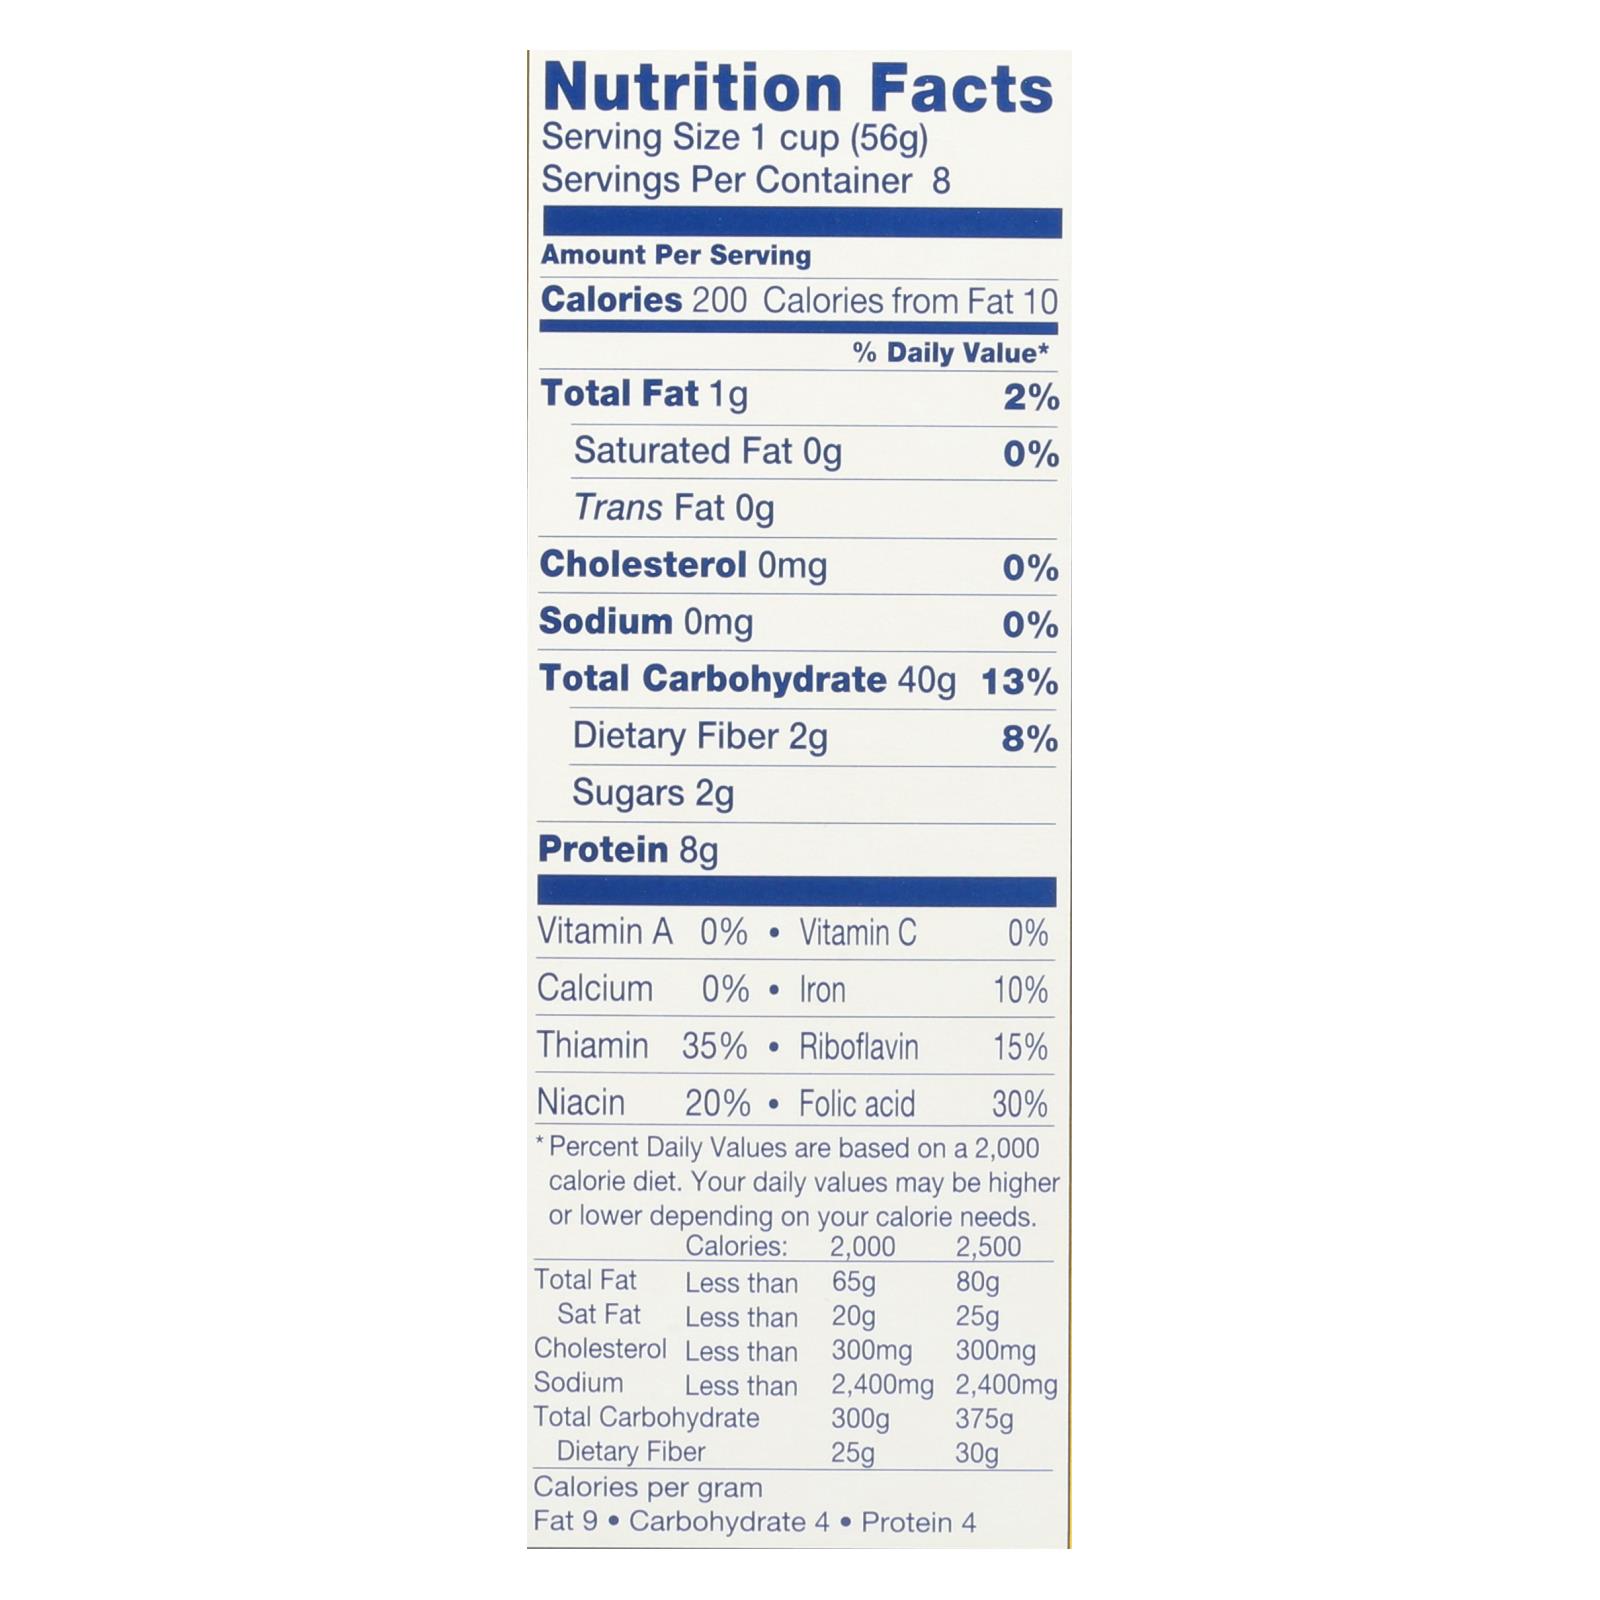 Nutrition Facts
Serving Size 1 cup (56g)
Servings Per Container 8
Amount Per Serving
Calories 200 Calories from Fat 10
% Daily Value*
Total Fat 1g 2%
Saturated Fat 0g 0%
Trans Fat 0g
Cholesterol 0mg 0%
Sodium 0mg 0%
Total Carbohydrate 40g 13%
Dietary Fiber 2g 8%
Sugars 2g
Protein 8g
Vitamin A 0% • Vitamin C 0%
Calcium 0% • Iron 10%
Thiamin 35% • Riboflavin 15%
Niacin 20% • Folic acid 30%
* Percent Daily Values are based on a 2,000
calorie diet. Your daily values may be higher
or lower depending on your calorie needs.
Calories: 2,000 2,500
Total Fat Less than 65g 80g
Sat Fat Less than 20g 25g
Cholesterol Less than 300mg 300mg
Sodium Less than 2,400mg 2,400mg
Total Carbohydrate 300g 375g
Dietary Fiber 25g 30g
Calories per gram
Fat 9 • Carbohydrate 4 • Protein 4